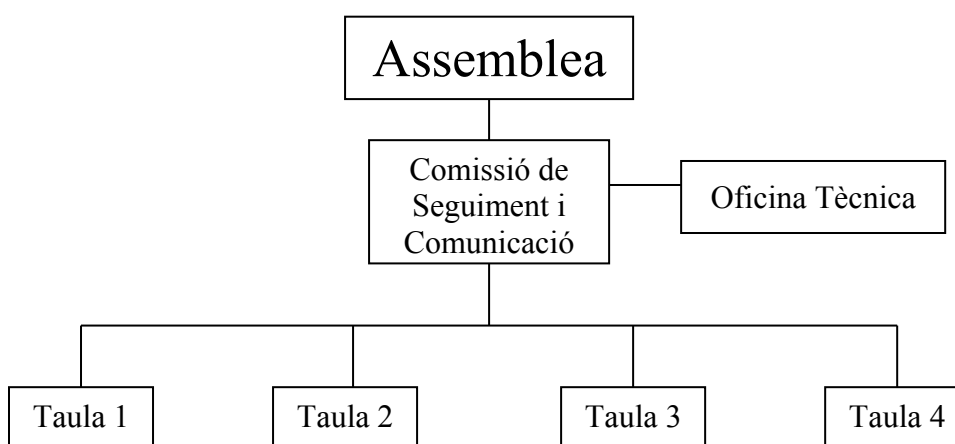 Assemblea
Comissió de
Seguiment i
Comunicació
Oficina Tècnica
Taula 1
Taula 2
Taula 3
Taula 4